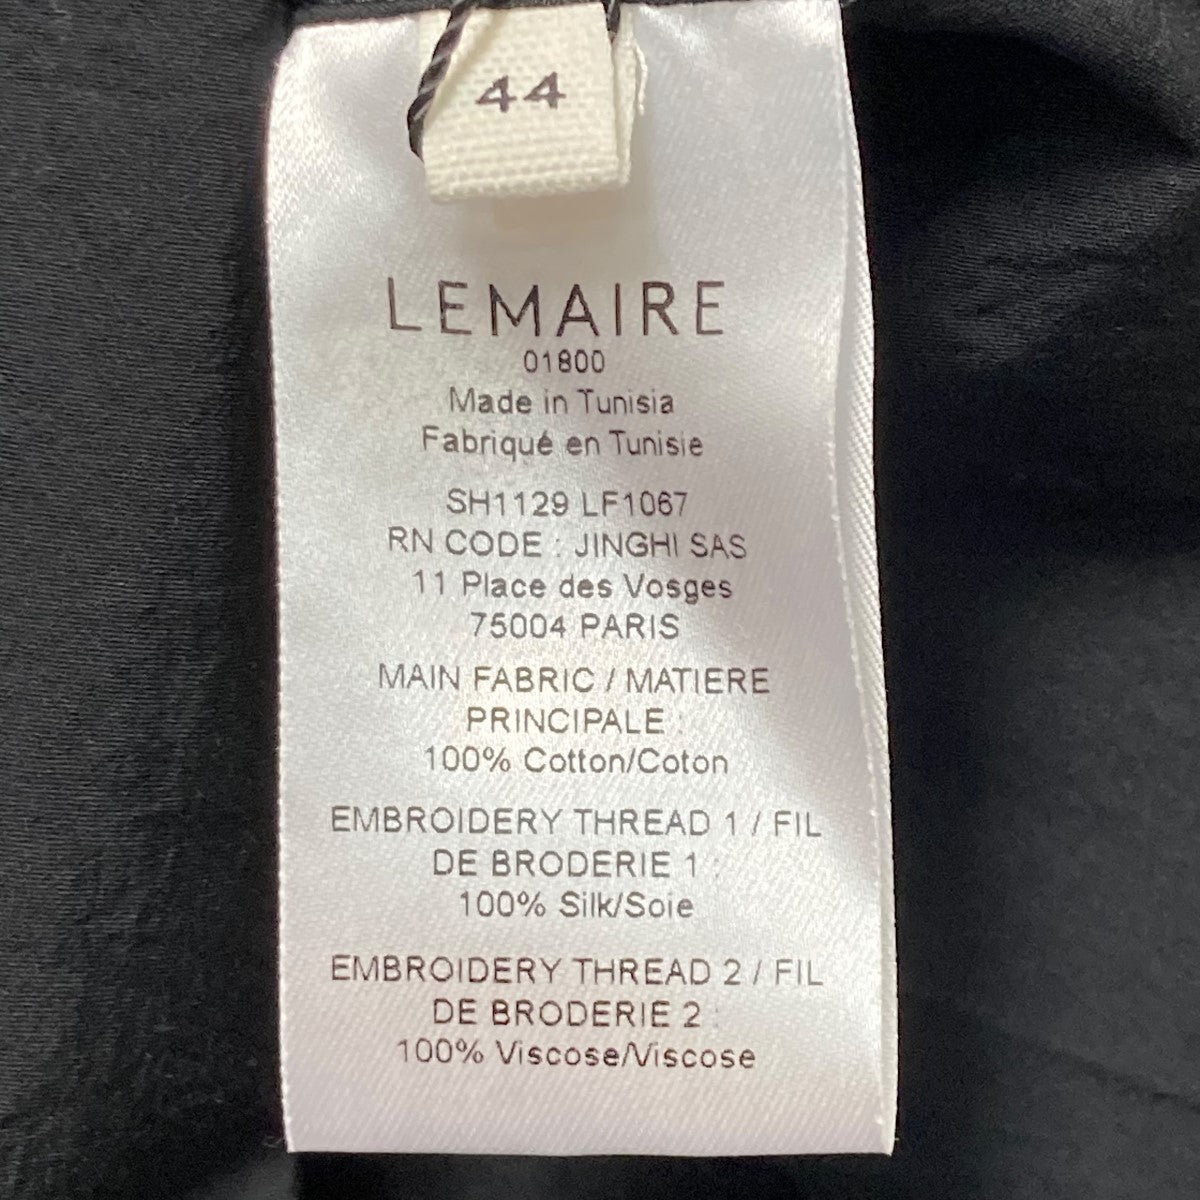 44
LEMAIRE
01800
Made in Tunisia
Fabriqué en Tunisie
SH1129 LF1067
RN CODE : JINGHI SAS
11 Place des Vosges
75004 PARIS
MAIN FABRIC / MATIERE
PRINCIPALE :
100% Cotton/Coton
EMBROIDERY THREAD 1 / FIL
DE BRODERIE 1 :
100% Silk/Soie
EMBROIDERY THREAD 2 / FIL
DE BRODERIE 2 :
100% Viscose/Viscose